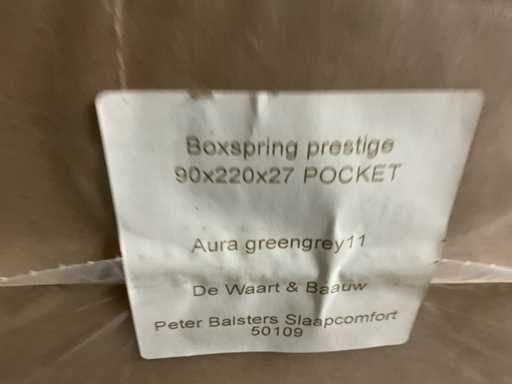 Boxspring prestige
90x220x27 POCKET
Aura greengrey11
De Waart & Baauw
Peter Balsters Slaapcomfort
50109